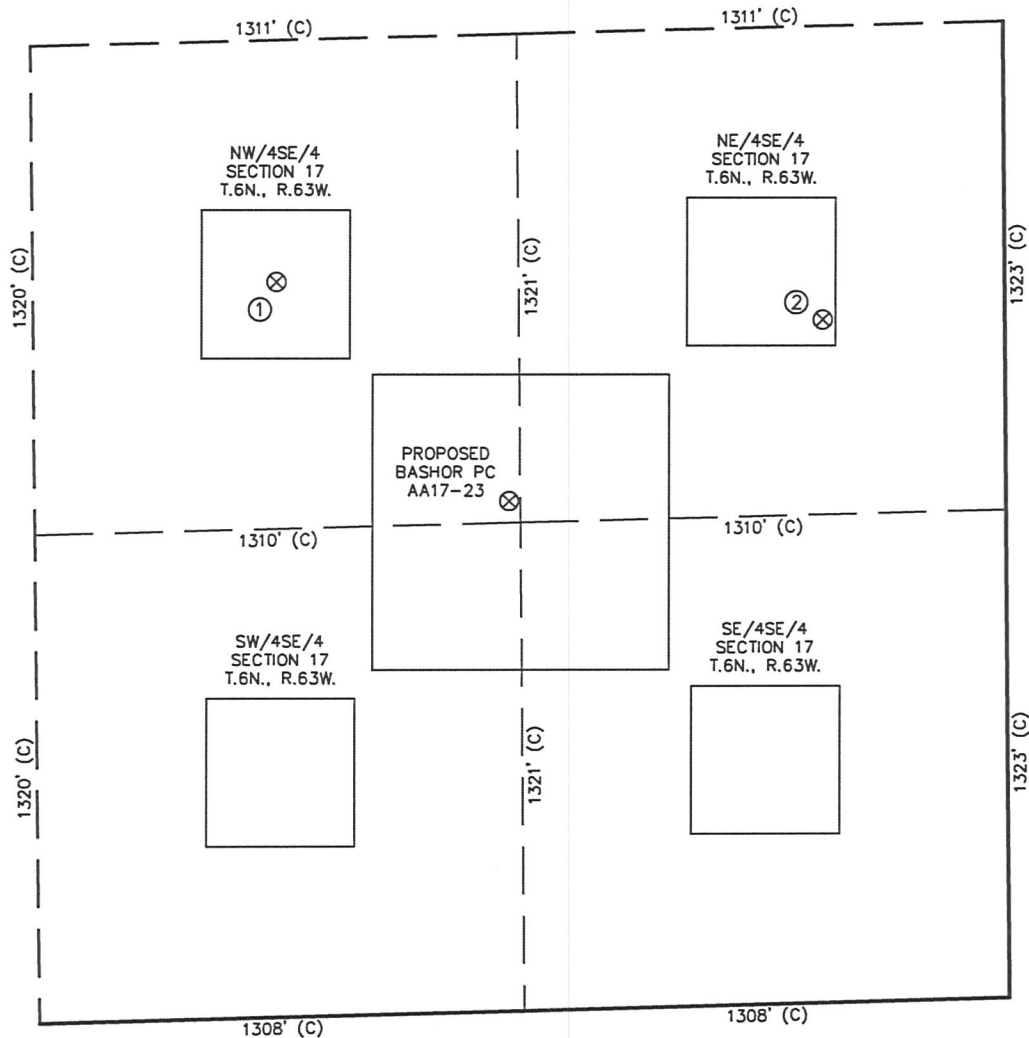 1311' (C)
1311' (C)
NW/4SE/4
SECTION 17
T.6N., R.63W.
NE/4SE/4
SECTION 17
T.6N., R.63W.
1320' (C)
1321' (C)
1323' (C)
1
2
PROPOSED
BASHOR PC
AA17-23
1310' (C)
1310' (C)
SW/4SE/4
SECTION 17
T.6N., R.63W.
SE/4SE/4
SECTION 17
T.6N., R.63W.
1320' (C)
1321' (C)
1323' (C)
1308' (C)
1308' (C)